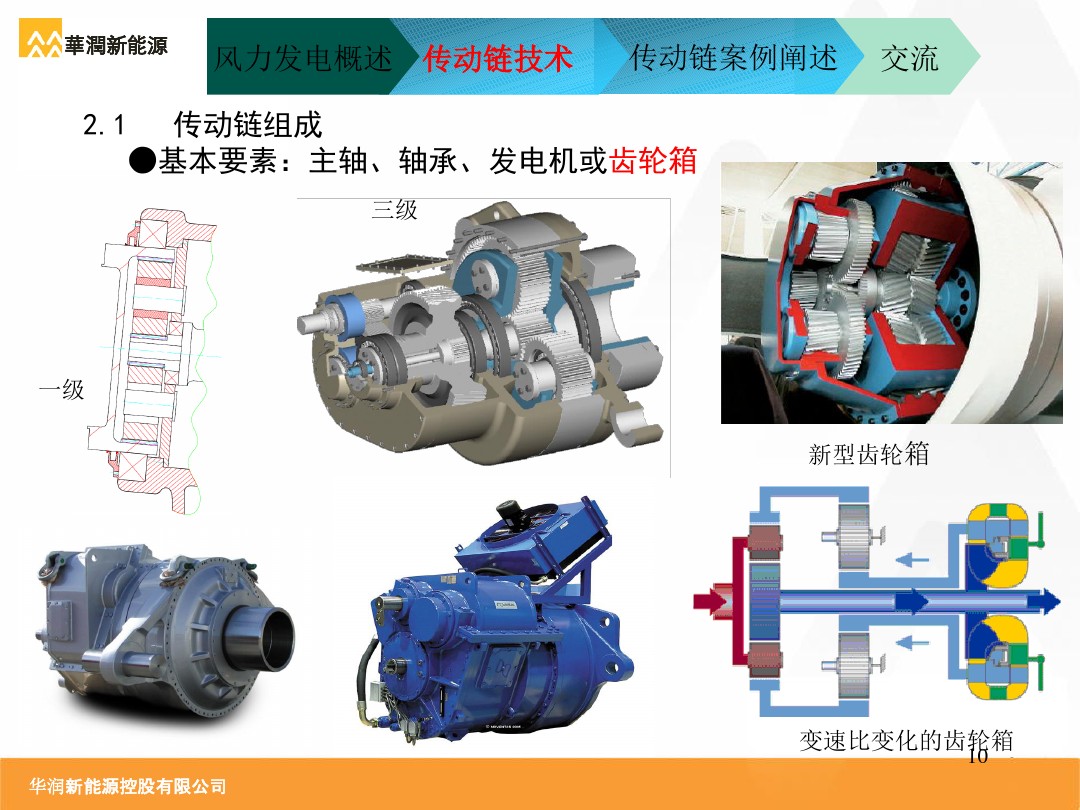 華潤新能源
风力发电概述
传动链技术
传动链案例阐述
交流
2.1 传动链组成
●基本要素：主轴、轴承、发电机或齿轮箱
三级
一级
新型齿轮箱
变速比变化的齿轮箱
10
华润新能源控股有限公司